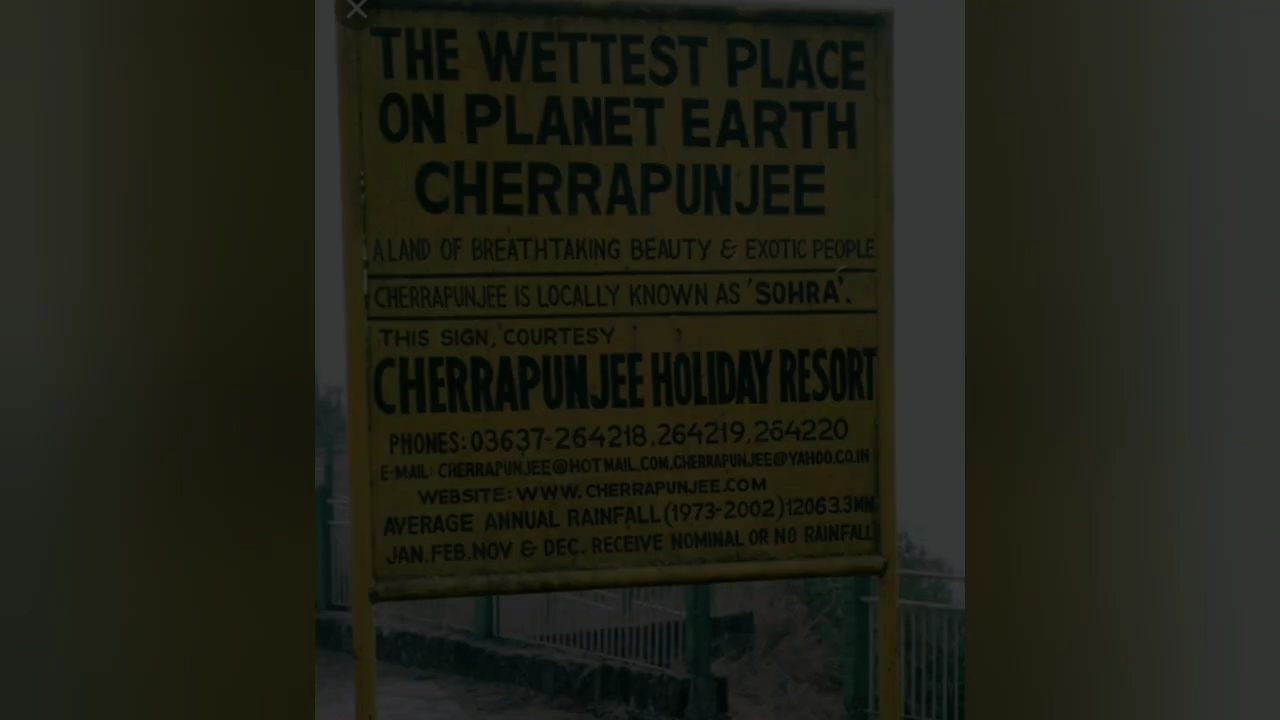 THE WETTEST PLACE
ON PLANET EARTH
CHERRAPUNJEE
A LAND OF BREATHTAKING BEAUTY & EXOTIC PEOPLE
CHERRAPUNJEE IS LOCALLY KNOWN AS 'SOHRA'.
THIS SIGN, COURTESY
CHERRAPUNJEE HOLIDAY RESORT
PHONES: 03637-264218, 264219, 264220
E-MAIL: CHERRAPUNJEE@HOTMAIL.COM, CHERRAPUNJEE@YAHOO.CO.IN
WEBSITE: WWW.CHERRAPUNJEE.COM
AVERAGE ANNUAL RAINFALL (1973-2002) 12063.3MM
JAN, FEB, NOV & DEC. RECEIVE NOMINAL OR NO RAINFALL